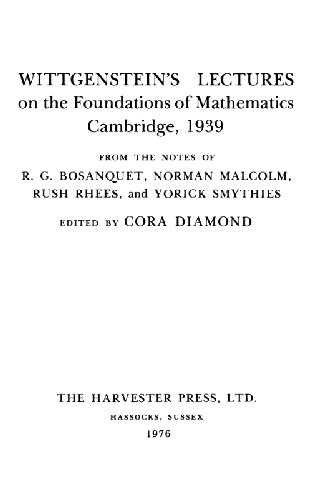 WITTGENSTEIN'S LECTURES
on the Foundations of Mathematics
Cambridge, 1939
FROM THE NOTES OF
R. G. BOSANQUET, NORMAN MALCOLM,
RUSH RHEES, and YORICK SMYTHIES
EDITED BY CORA DIAMOND
THE HARVESTER PRESS, LTD.
HASSOCKS, SUSSEX
1976